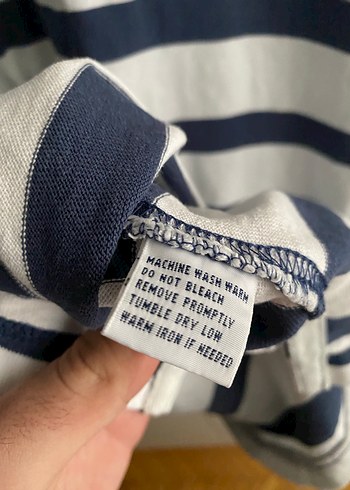 MACHINE WASH WARM
DO NOT BLEACH
REMOVE PROMPTLY
TUMBLE DRY LOW
WARM IRON IF NEEDED